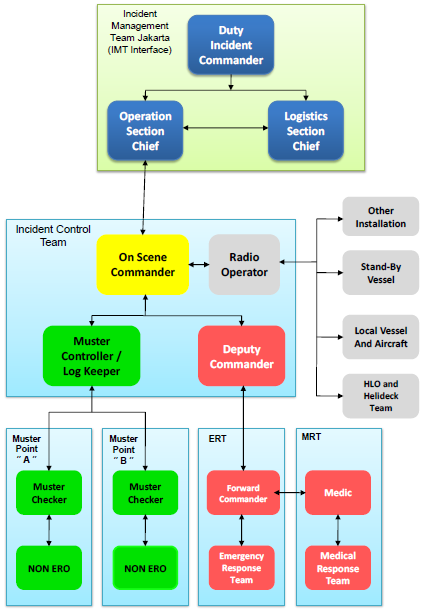 Incident
Management
Team Jakarta
(IMT Interface)
Duty
Incident
Commander
Operation
Section
Chief
Logistics
Section
Chief
Incident Control
Team
On Scene
Commander
Radio
Operator
Other
Installation
Stand-By
Vessel
Local Vessel
And Aircraft
HLO and
Helideck
Team
Muster
Controller /
Log Keeper
Deputy
Commander
Muster
Point
“ A ”
Muster
Checker
NON ERO
Muster
Point
“ B ”
Muster
Checker
NON ERO
ERT
Forward
Commander
Emergency
Response
Team
MRT
Medic
Medical
Response
Team